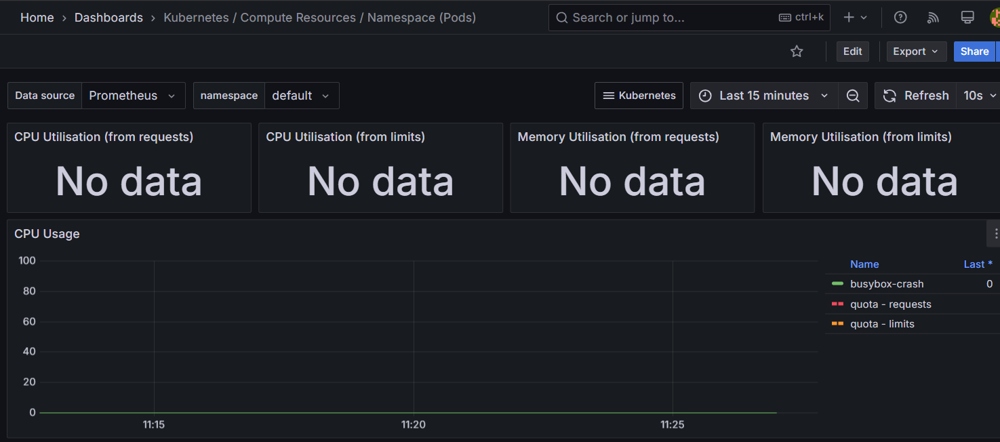 Home > Dashboards > Kubernetes / Compute Resources / Namespace (Pods)
Search or jump to... ctrl+k
Edit Export Share
Data source Prometheus namespace default Kubernetes Last 15 minutes Refresh 10s
CPU Utilisation (from requests) CPU Utilisation (from limits) Memory Utilisation (from requests) Memory Utilisation (from limits)
No data No data No data No data
CPU Usage
100
80
60
40
20
0
11:15 11:20 11:25
Name Last *
busybox-crash 0
quota - requests
quota - limits